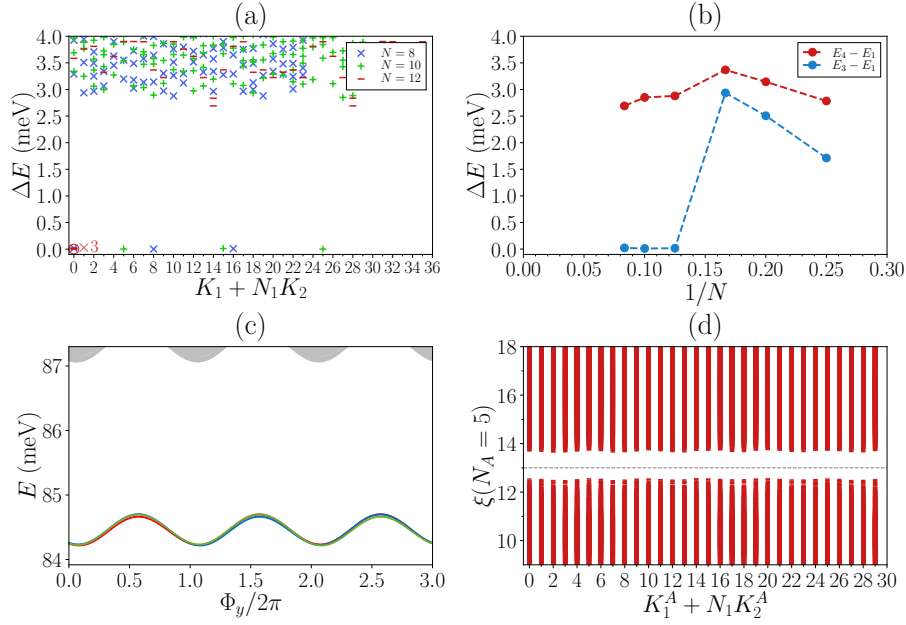 (a)
ΔE (meV)
4.0
3.5
3.0
2.5
2.0
1.5
1.0
0.5
0.0
N = 8
N = 10
N = 12
×3
0 2 4 6 8 10 12 14 16 18 20 22 24 26 28 30 32 34 36
K₁ + N₁K₂
(b)
ΔE (meV)
4.0
3.5
3.0
2.5
2.0
1.5
1.0
0.5
0.0
E₄ − E₁
E₃ − E₁
0.00 0.05 0.10 0.15 0.20 0.25 0.30
1/N
(c)
E (meV)
87
86
85
84
0.0 0.5 1.0 1.5 2.0 2.5 3.0
Φ_y/2π
(d)
ξ(N_A = 5)
18
16
14
12
10
0 2 4 6 8 10 12 14 16 18 20 22 24 26 28 30
K₁ᴬ + N₁K₂ᴬ